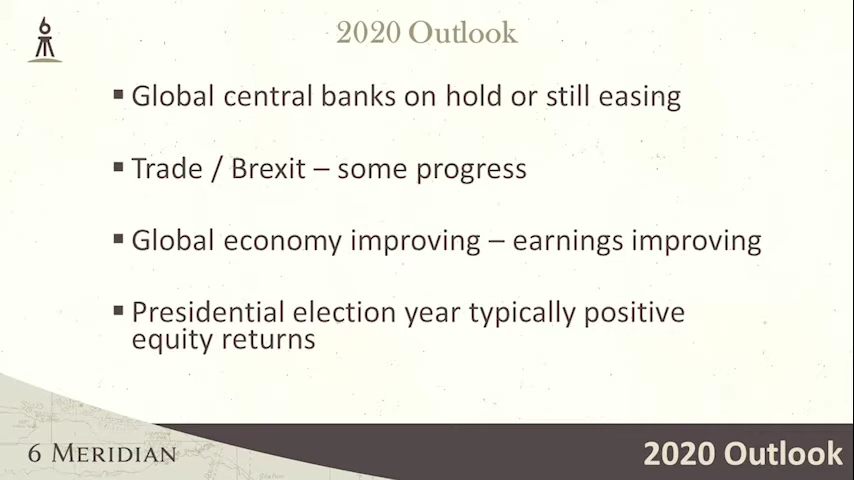 2020 Outlook
▪ Global central banks on hold or still easing
▪ Trade / Brexit – some progress
▪ Global economy improving – earnings improving
▪ Presidential election year typically positive
equity returns
6 MERIDIAN
2020 Outlook